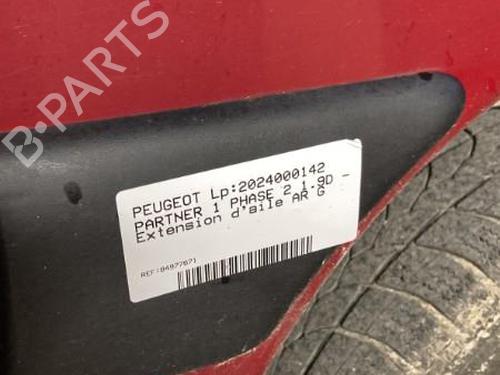 B-PARTS
PEUGEOT Lp:2024000142
PARTNER 1 PHASE 2 1.9D -
Extension d'aile AR G